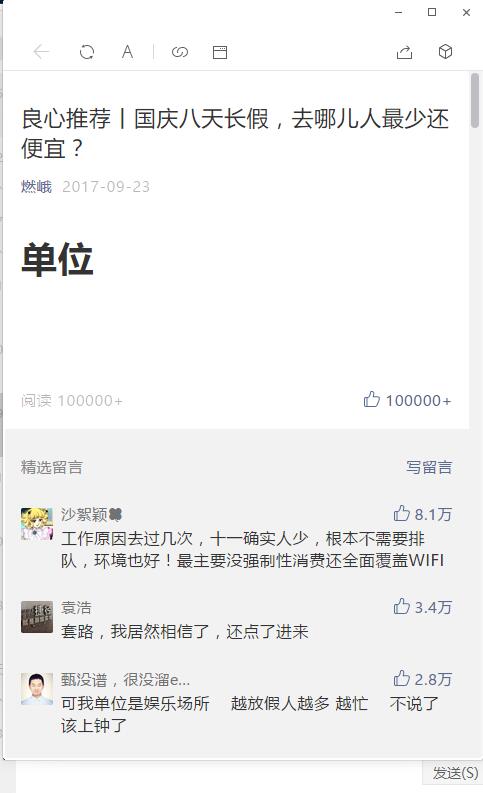 A
良心推荐丨国庆八天长假，去哪儿人最少还
便宜？
燃峨 2017-09-23
单位
阅读 100000+ 100000+
精选留言 写留言
沙絮颖 8.1万
工作原因去过几次，十一确实人少，根本不需要排
队，环境也好！最主要没强制性消费还全面覆盖WIFI
袁浩 3.4万
套路，我居然相信了，还点了进来
甄没谱，很没溜e... 2.8万
可我单位是娱乐场所 越放假人越多 越忙 不说了
该上钟了
发送(S)